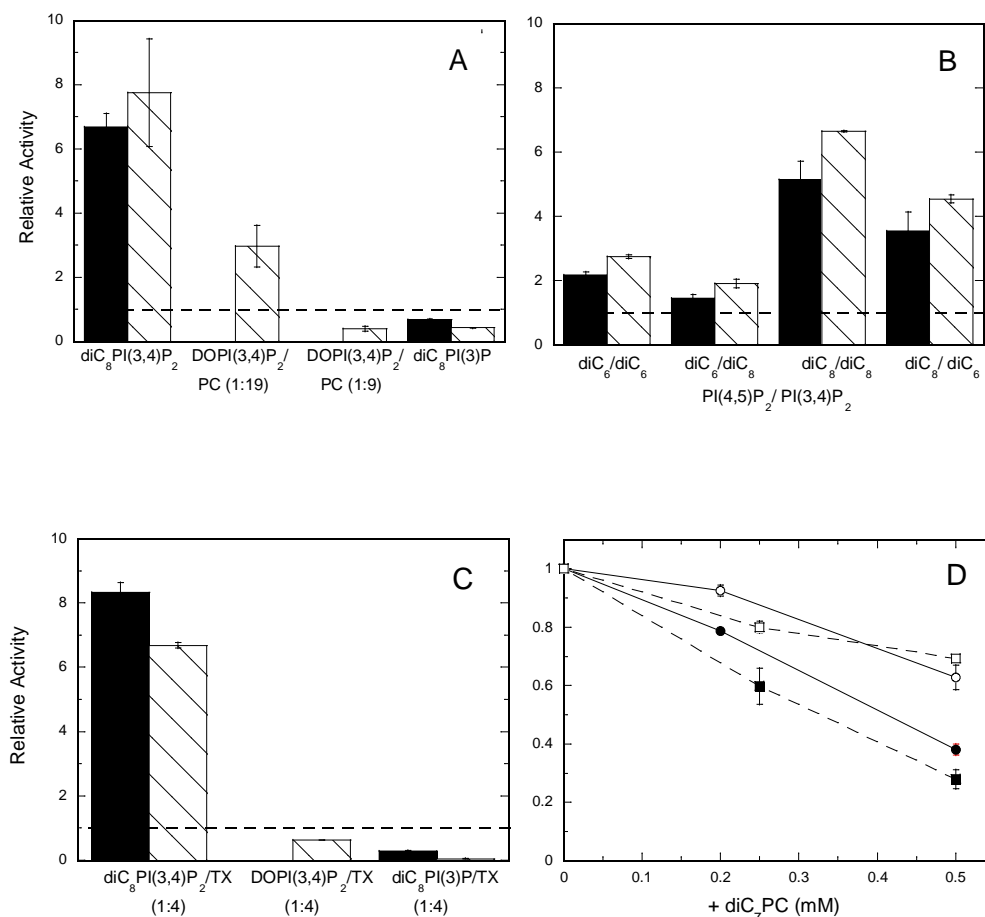 A
Relative Activity
10
8
6
4
2
0
diC8PI(3,4)P2 DOPI(3,4)P2/ DOPI(3,4)P2/ diC8PI(3)P
PC (1:19) PC (1:9)
B
10
8
6
4
2
0
diC6/diC6 diC6/diC8 diC8/diC8 diC8/ diC6
PI(4,5)P2/ PI(3,4)P2
C
Relative Activity
10
8
6
4
2
0
diC8PI(3,4)P2/TX DOPI(3,4)P2/TX diC8PI(3)P/TX
(1:4) (1:4) (1:4)
D
1
0.8
0.6
0.4
0.2
0
0 0.1 0.2 0.3 0.4 0.5
+ diC7PC (mM)